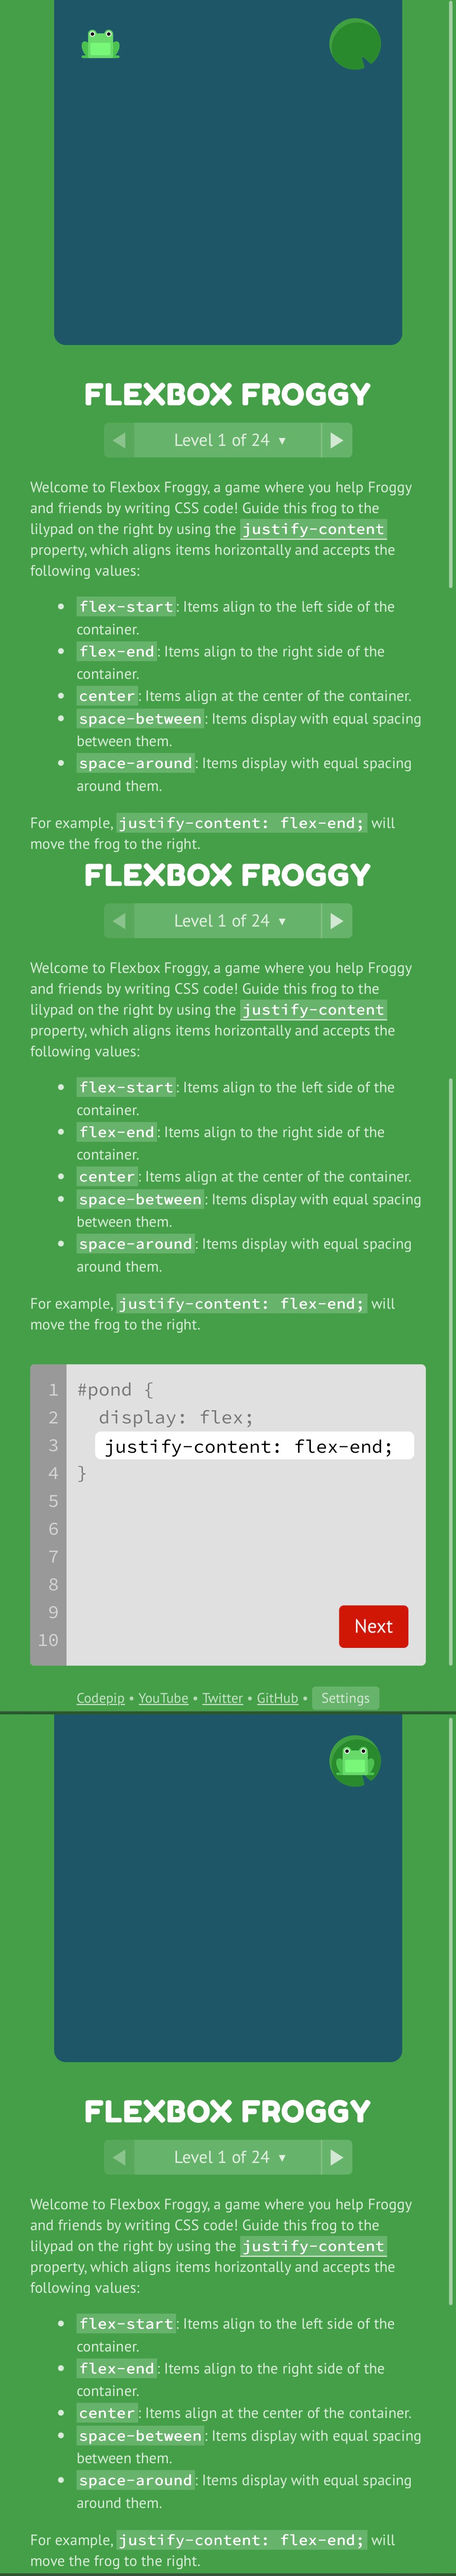 FLEXBOX FROGGY
Level 1 of 24 ▼
Welcome to Flexbox Froggy, a game where you help Froggy
and friends by writing CSS code! Guide this frog to the
lilypad on the right by using the justify-content
property, which aligns items horizontally and accepts the
following values:
• flex-start: Items align to the left side of the
container.
• flex-end: Items align to the right side of the
container.
• center: Items align at the center of the container.
• space-between: Items display with equal spacing
between them.
• space-around: Items display with equal spacing
around them.
For example, justify-content: flex-end; will
move the frog to the right.
FLEXBOX FROGGY
Level 1 of 24 ▼
Welcome to Flexbox Froggy, a game where you help Froggy
and friends by writing CSS code! Guide this frog to the
lilypad on the right by using the justify-content
property, which aligns items horizontally and accepts the
following values:
• flex-start: Items align to the left side of the
container.
• flex-end: Items align to the right side of the
container.
• center: Items align at the center of the container.
• space-between: Items display with equal spacing
between them.
• space-around: Items display with equal spacing
around them.
For example, justify-content: flex-end; will
move the frog to the right.
1 #pond {
2 display: flex;
3 justify-content: flex-end;
4 }
5
6
7
8
9
10
Next
Codepip • YouTube • Twitter • GitHub • Settings
FLEXBOX FROGGY
Level 1 of 24 ▼
Welcome to Flexbox Froggy, a game where you help Froggy
and friends by writing CSS code! Guide this frog to the
lilypad on the right by using the justify-content
property, which aligns items horizontally and accepts the
following values:
• flex-start: Items align to the left side of the
container.
• flex-end: Items align to the right side of the
container.
• center: Items align at the center of the container.
• space-between: Items display with equal spacing
between them.
• space-around: Items display with equal spacing
around them.
For example, justify-content: flex-end; will
move the frog to the right.